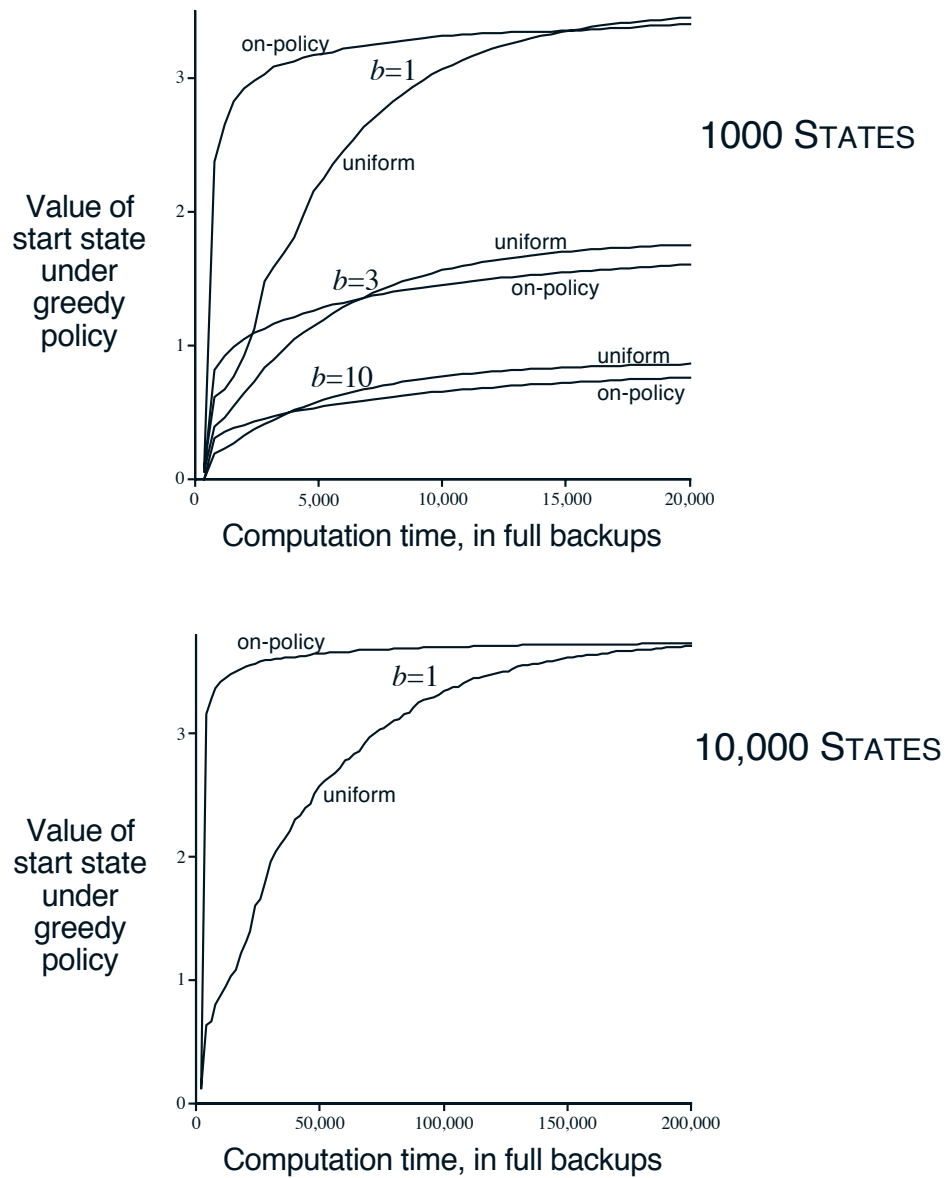 on-policy
b=1
3
1000 STATES
uniform
Value of
start state
under
greedy
policy
2
uniform
b=3
on-policy
1
uniform
b=10
on-policy
0
0
5,000
10,000
15,000
20,000
Computation time, in full backups
on-policy
b=1
3
10,000 STATES
uniform
Value of
start state
under
greedy
policy
2
1
0
0
50,000
100,000
150,000
200,000
Computation time, in full backups